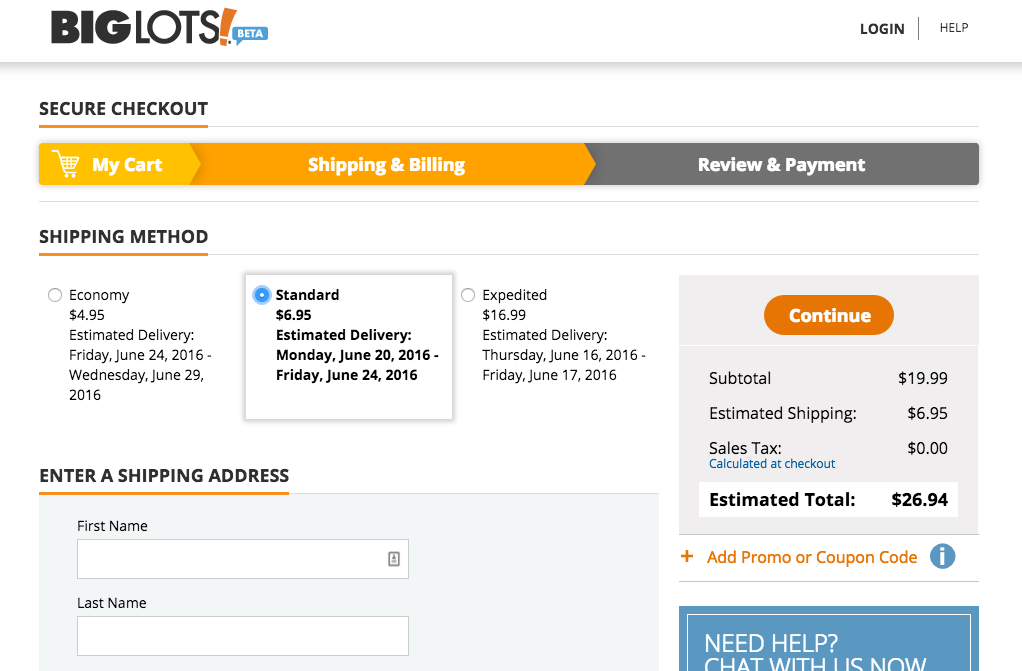 BIGLOTS! BETA
LOGIN HELP
SECURE CHECKOUT
My Cart Shipping & Billing Review & Payment
SHIPPING METHOD
Economy
$4.95
Estimated Delivery:
Friday, June 24, 2016 -
Wednesday, June 29,
2016
Standard
$6.95
Estimated Delivery:
Monday, June 20, 2016 -
Friday, June 24, 2016
Expedited
$16.99
Estimated Delivery:
Thursday, June 16, 2016 -
Friday, June 17, 2016
Continue
Subtotal $19.99
Estimated Shipping: $6.95
Sales Tax: $0.00
Calculated at checkout
Estimated Total: $26.94
+ Add Promo or Coupon Code i
ENTER A SHIPPING ADDRESS
First Name
Last Name
NEED HELP?
CHAT WITH US NOW